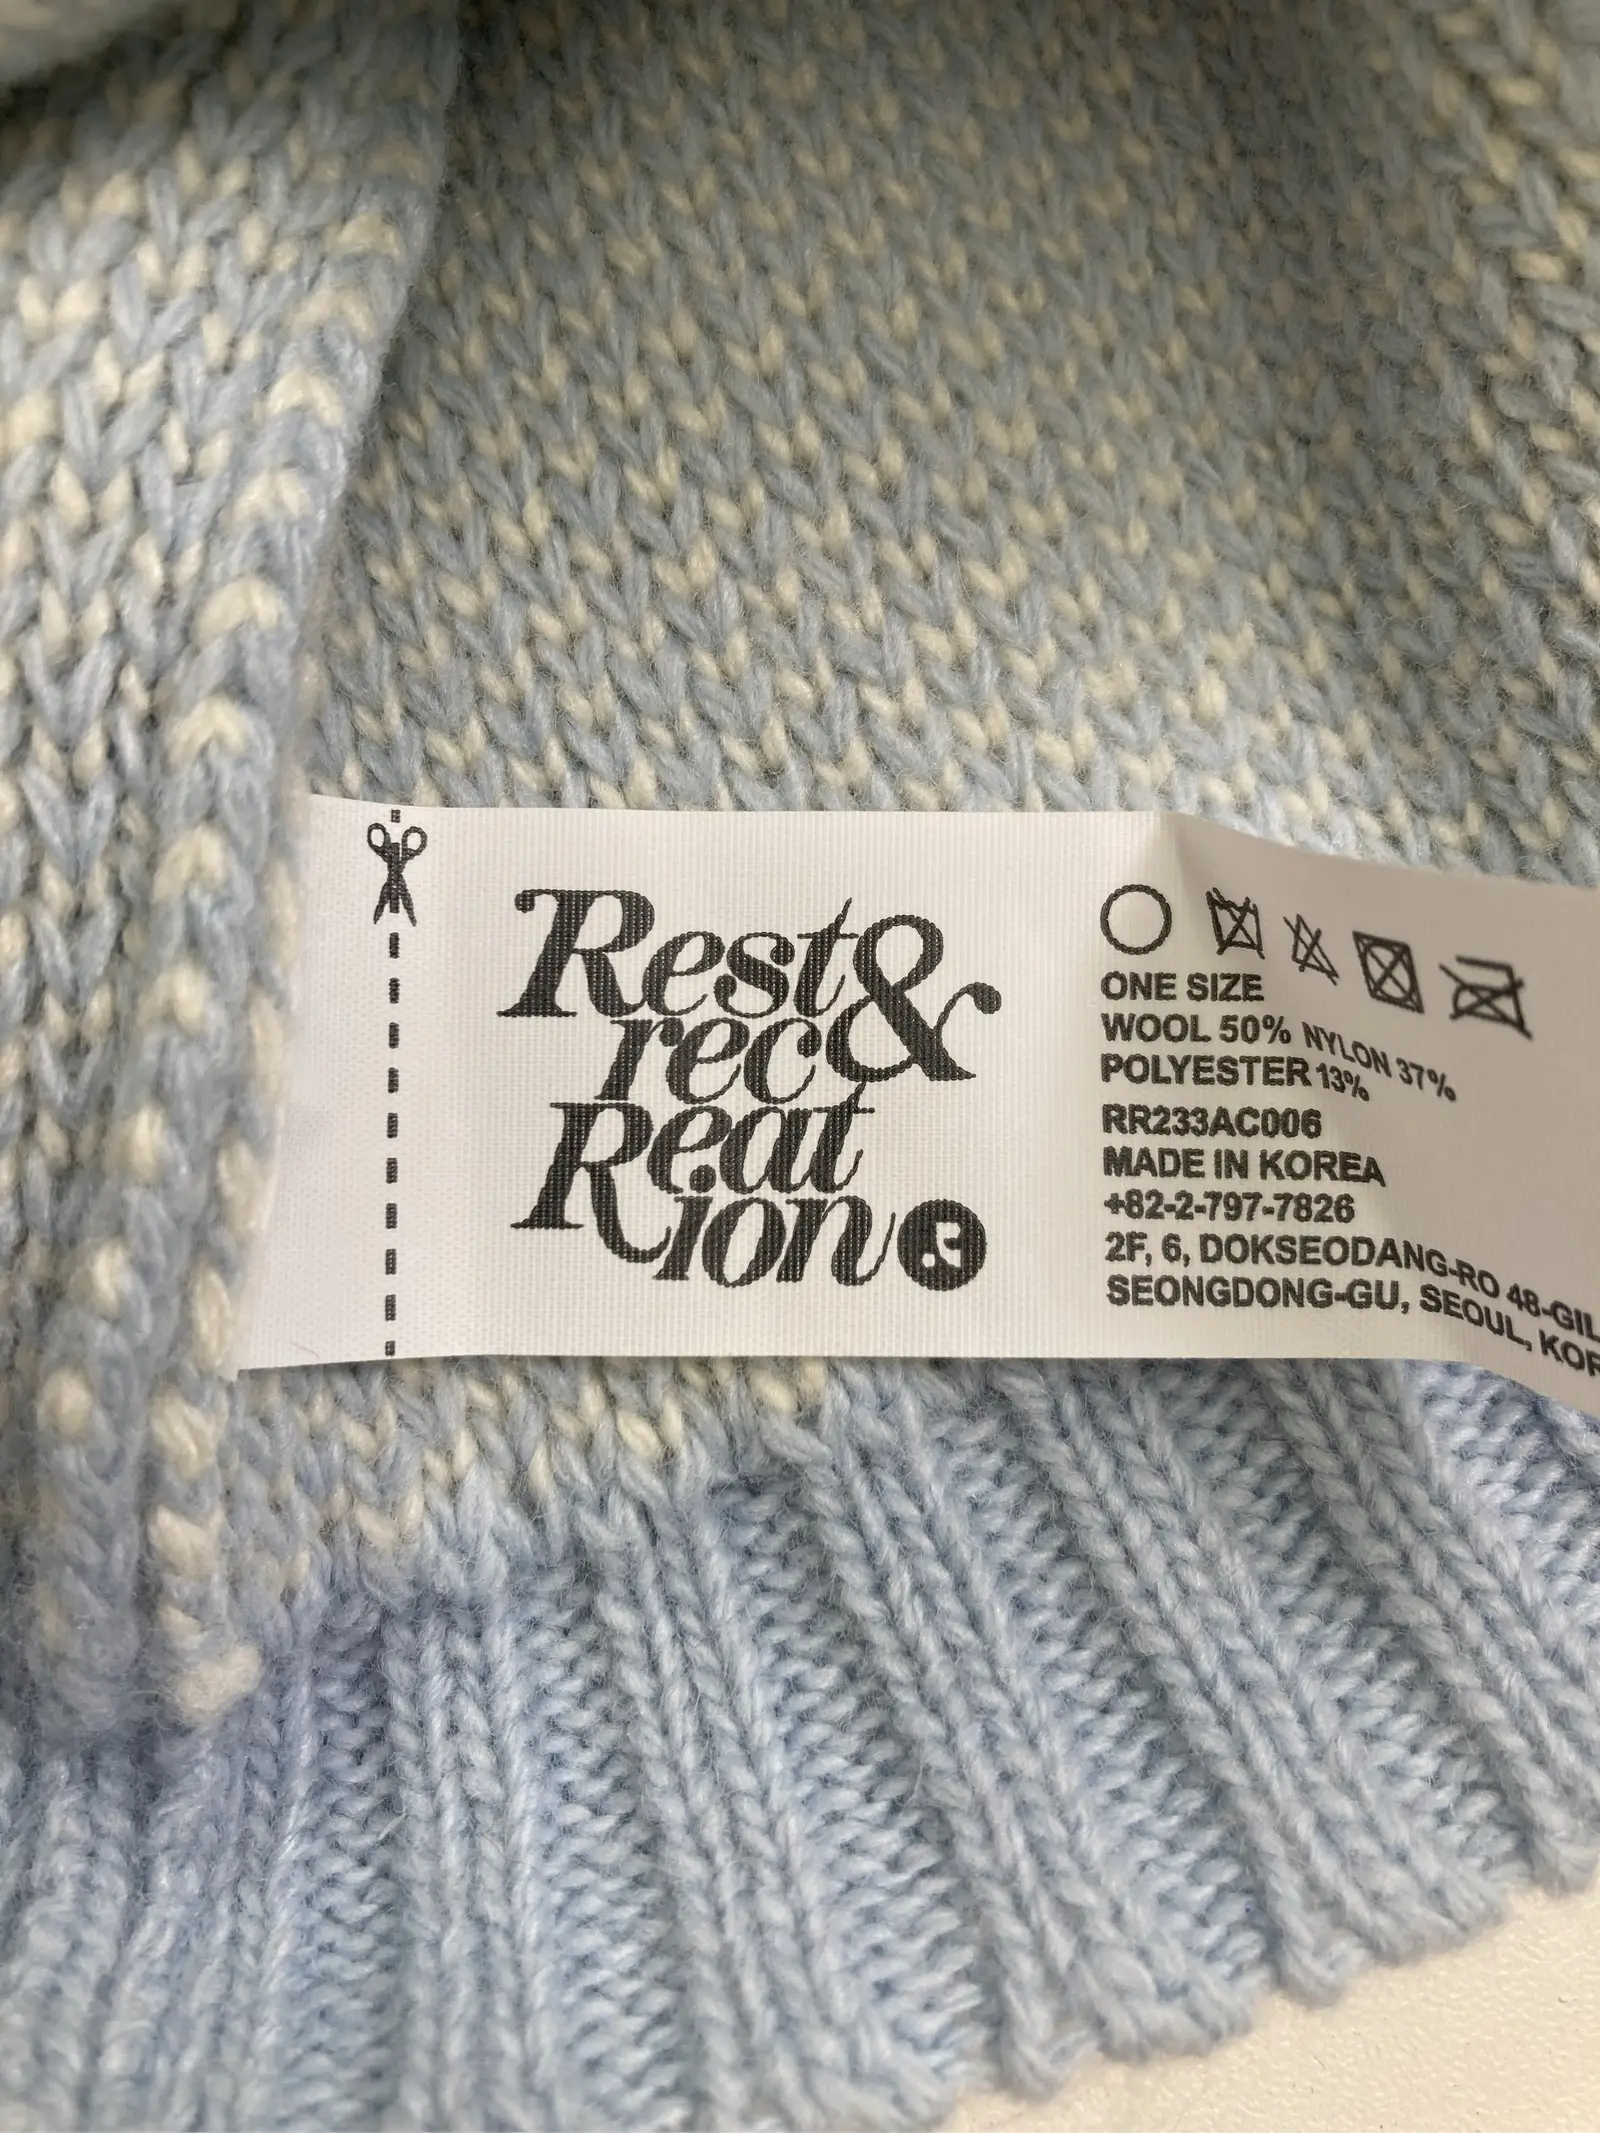 Rest &
rec
Reat
ion
ONE SIZE
WOOL 50% NYLON 37%
POLYESTER 13%
RR233AC006
MADE IN KOREA
+82-2-797-7826
2F, 6, DOKSEODANG-RO 48-GIL
SEONGDONG-GU, SEOUL, KOR